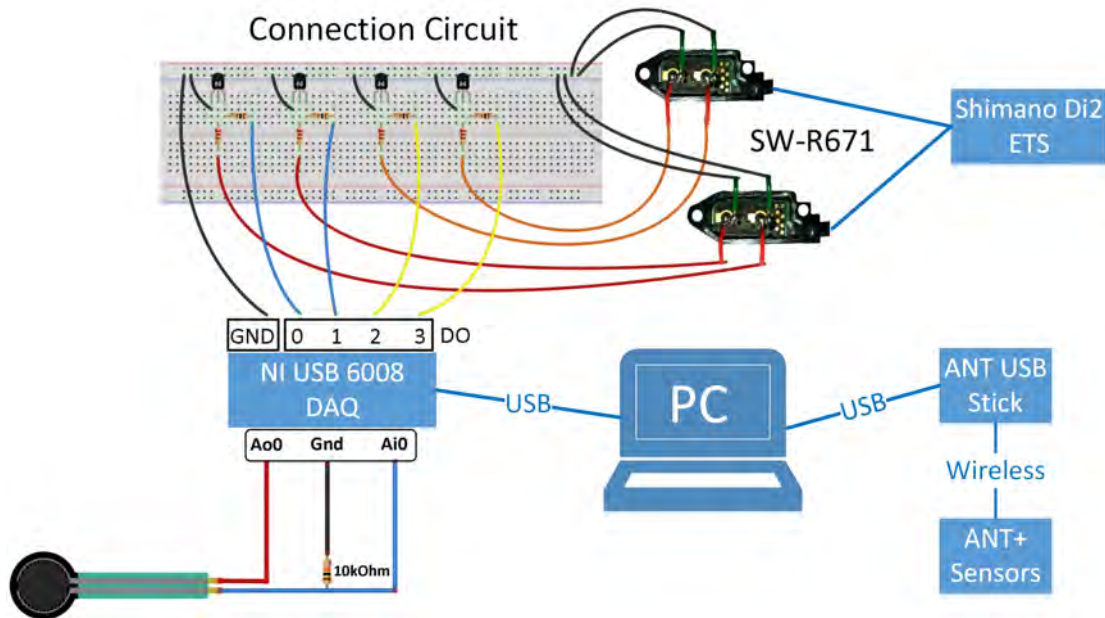 Connection Circuit
SW-R671
Shimano Di2
ETS
GND 0 1 2 3 DO
NI USB 6008
DAQ
USB
PC
USB
ANT USB
Stick
Ao0 Gnd Ai0
Wireless
10kOhm
ANT+
Sensors